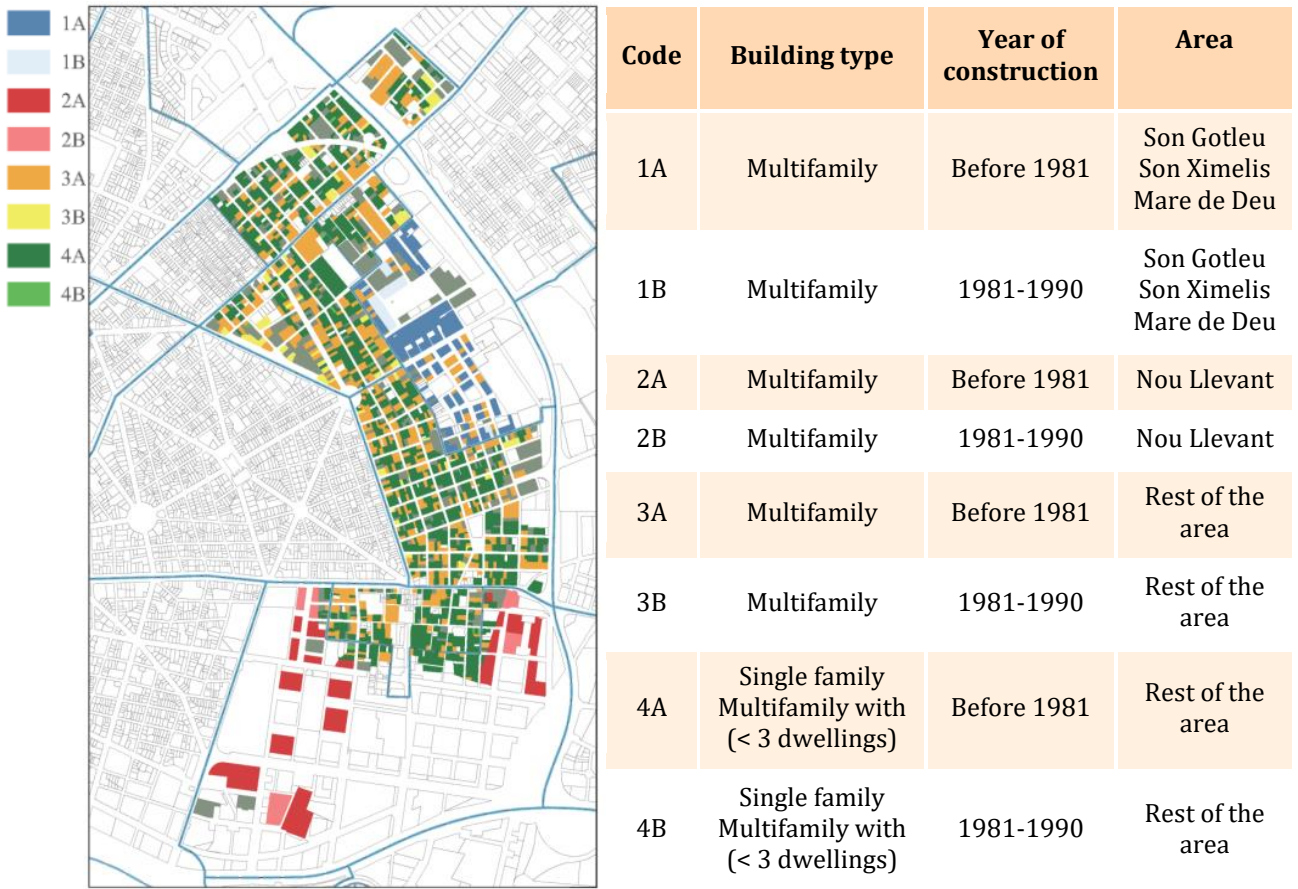 1A
1B
2A
2B
3A
3B
4A
4B
Code Building type Year of
construction Area
1A Multifamily Before 1981 Son Gotleu
Son Ximelis
Mare de Deu
1B Multifamily 1981-1990 Son Gotleu
Son Ximelis
Mare de Deu
2A Multifamily Before 1981 Nou Llevant
2B Multifamily 1981-1990 Nou Llevant
3A Multifamily Before 1981 Rest of the
area
3B Multifamily 1981-1990 Rest of the
area
4A Single family
Multifamily with
(< 3 dwellings) Before 1981 Rest of the
area
4B Single family
Multifamily with
(< 3 dwellings) 1981-1990 Rest of the
area